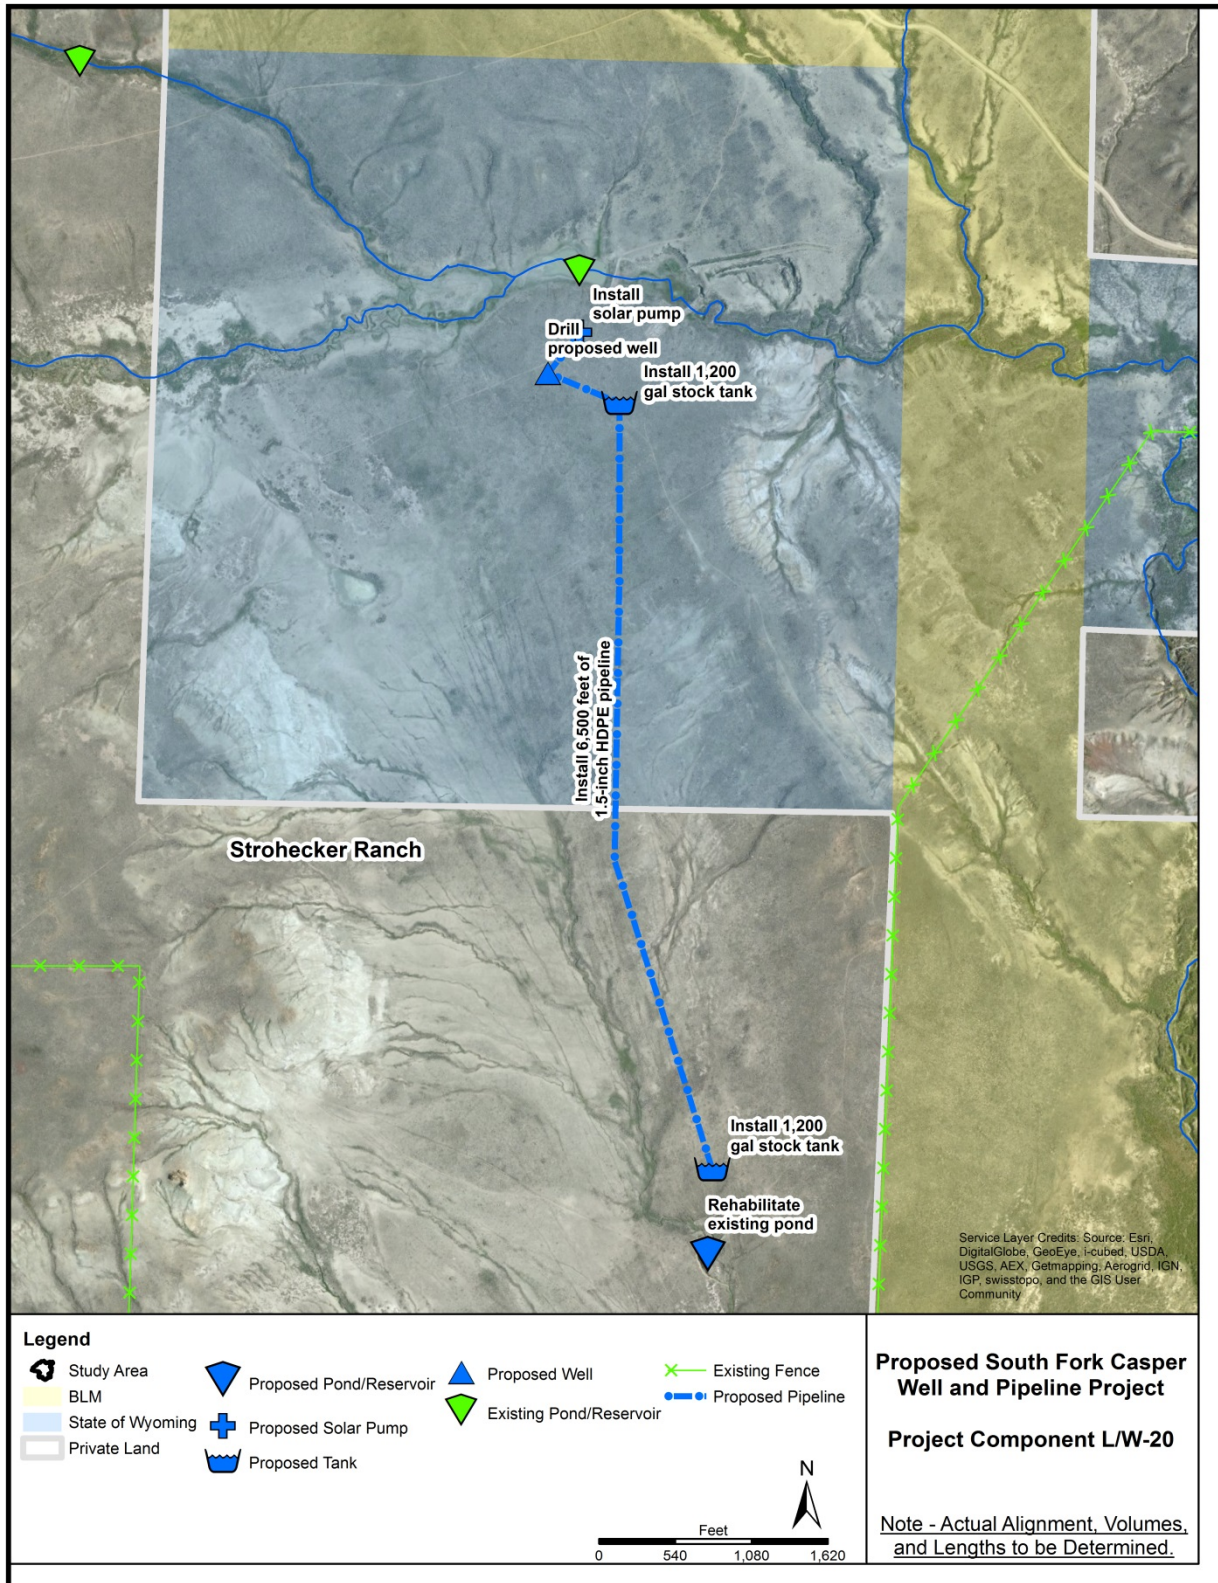 Install
solar pump
Drill
proposed well
Install 1,200
gal stock tank
Install 6,500 feet of
1.5-inch HDPE pipeline
Strohecker Ranch
Install 1,200
gal stock tank
Rehabilitate
existing pond
Service Layer Credits: Source: Esri,
DigitalGlobe, GeoEye, i-cubed, USDA,
USGS, AEX, Getmapping, Aerogrid, IGN,
IGP, swisstopo, and the GIS User
Community
Legend
Study Area
BLM
State of Wyoming
Private Land
Proposed Pond/Reservoir
Proposed Solar Pump
Proposed Tank
Proposed Well
Existing Pond/Reservoir
Existing Fence
Proposed Pipeline
N
Feet
0 540 1,080 1,620
Proposed South Fork Casper
Well and Pipeline Project
Project Component L/W-20
Note - Actual Alignment, Volumes,
and Lengths to be Determined.